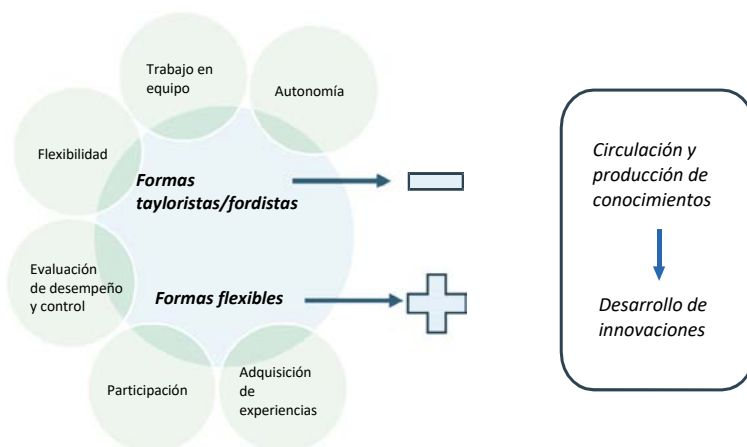 Trabajo en
equipo
Autonomía
Flexibilidad
Formas
tayloristas/fordistas
Evaluación
de desempeño
y control
Formas flexibles
Participación
Adquisición
de
experiencias
Circulación y
producción de
conocimientos
Desarrollo de
innovaciones